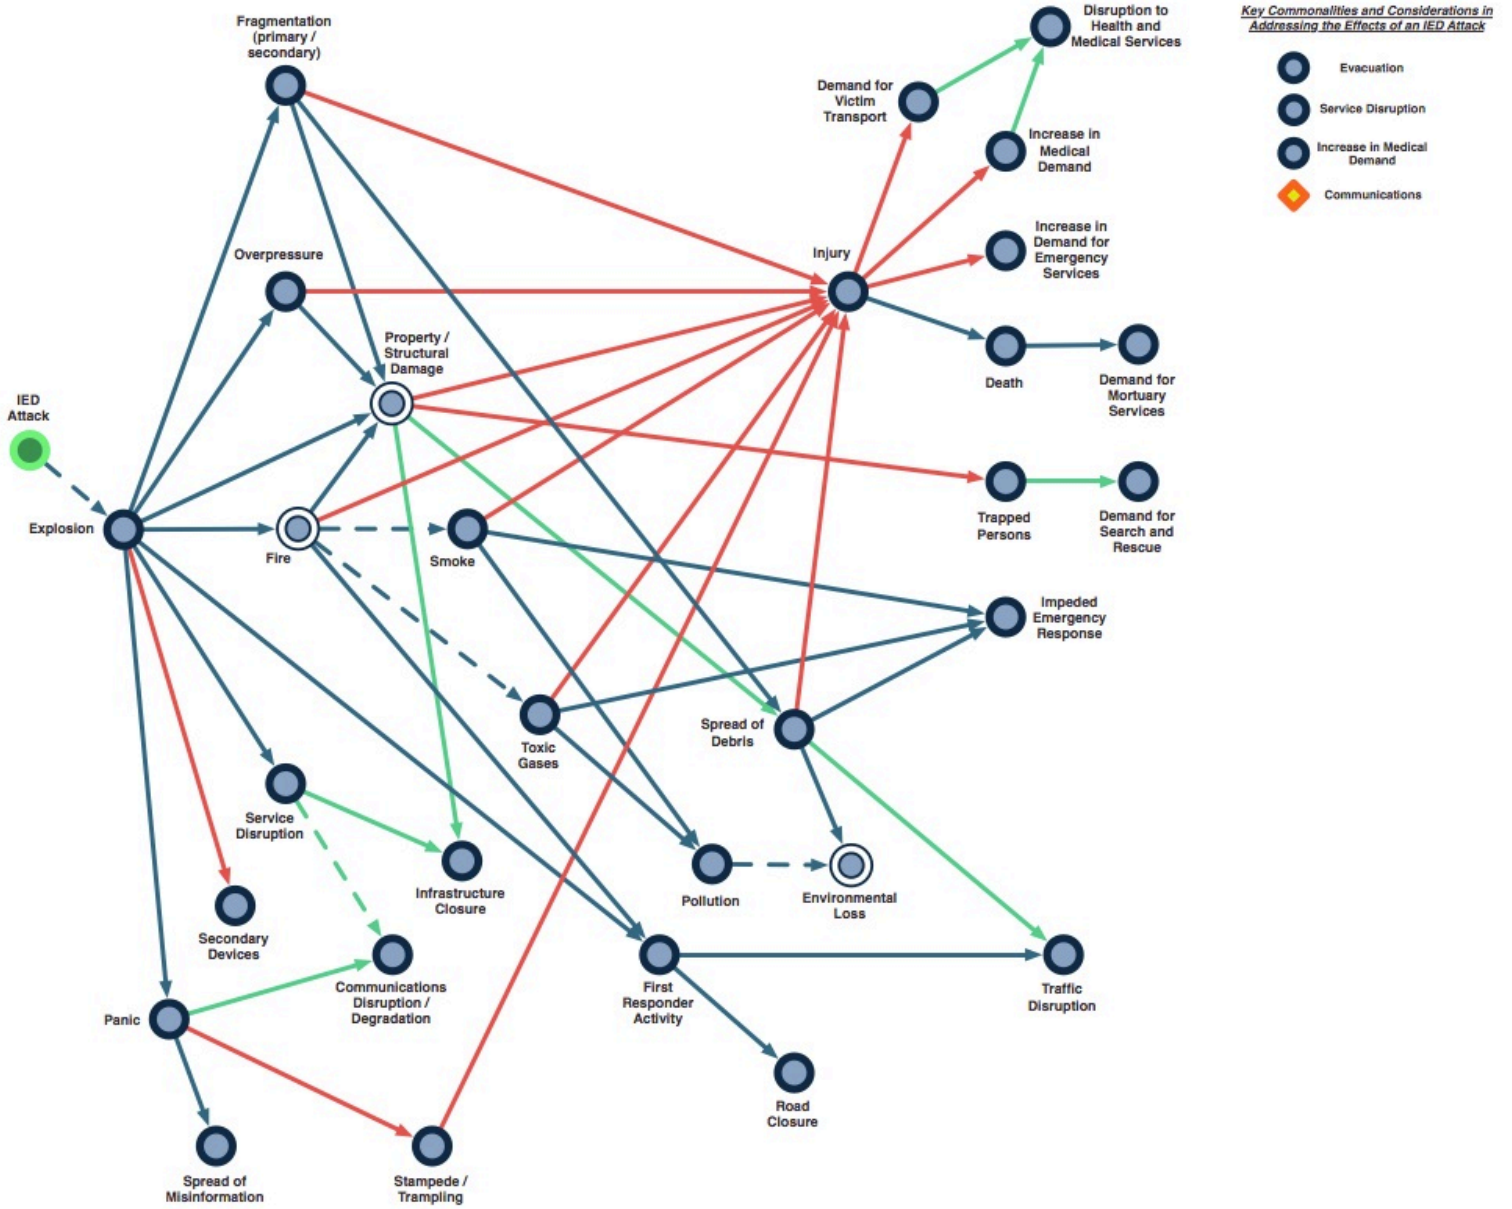 Fragmentation
(primary /
secondary)
Disruption to
Health and
Medical Services
Key Commonalities and Considerations in
Addressing the Effects of an IED Attack
Evacuation
Service Disruption
Increase in Medical
Demand
Communications
Demand for
Victim
Transport
Increase in
Medical
Demand
Overpressure
Injury
Increase in
Demand for
Emergency
Services
Property /
Structural
Damage
Death
Demand for
Mortuary
Services
IED
Attack
Explosion
Fire
Smoke
Trapped
Persons
Demand for
Search and
Rescue
Impeded
Emergency
Response
Toxic
Gases
Spread of
Debris
Service
Disruption
Infrastructure
Closure
Pollution
Environmental
Loss
Secondary
Devices
Communications
Disruption /
Degradation
First
Responder
Activity
Traffic
Disruption
Panic
Road
Closure
Spread of
Misinformation
Stampede /
Trampling